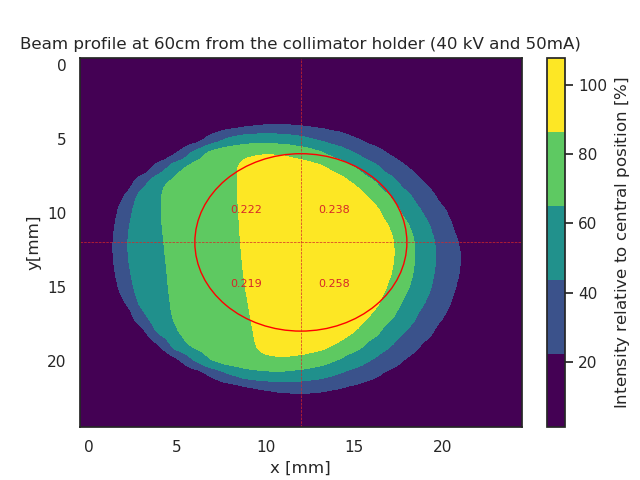 Beam profile at 60cm from the collimator holder (40 kV and 50mA)
0
5
10
15
20
y[mm]
0.222 0.238
0.219 0.258
0 5 10 15 20
x [mm]
100
80
60
40
20
Intensity relative to central position [%]